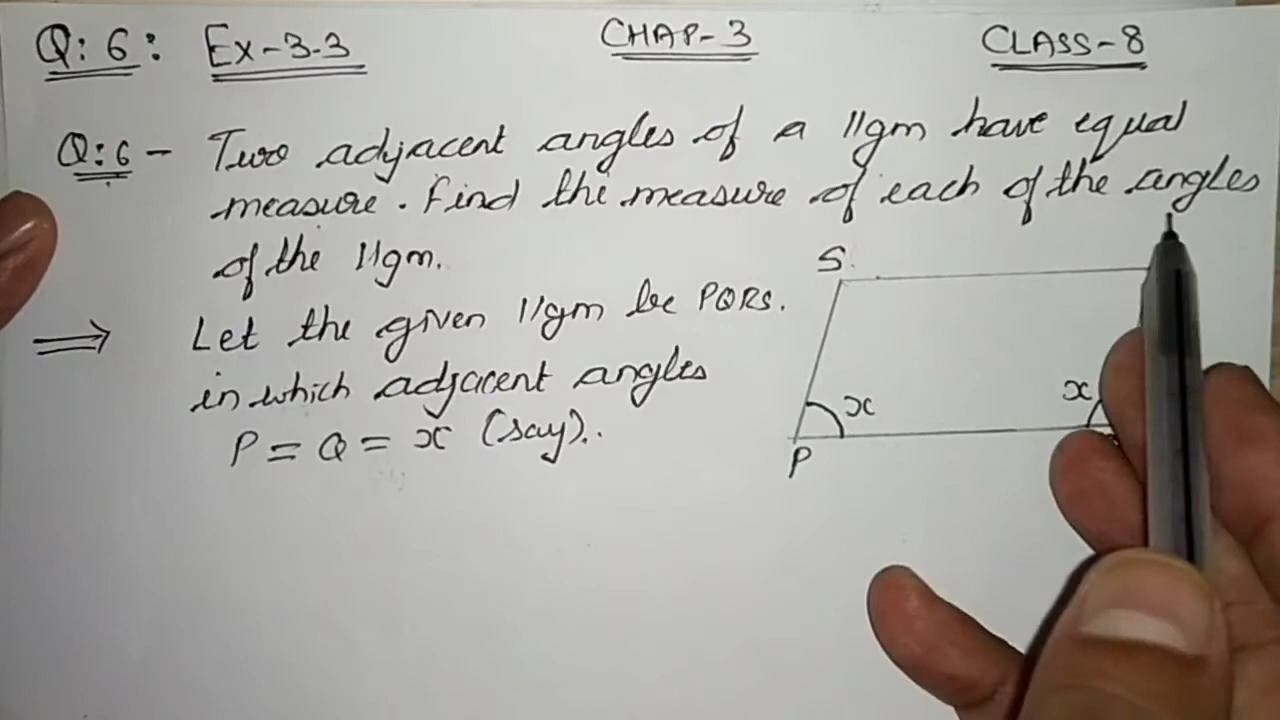 Q: 6: Ex-3.3 CHAP-3 CLASS-8
Q:6 - Two adjacent angles of a 11gm have equal
measure. Find the measure of each of the angles
of the 11gm.
⇒ Let the given 11gm be PQRS.
in which adjacent angles
P = Q = x (say).
S
x
x
P